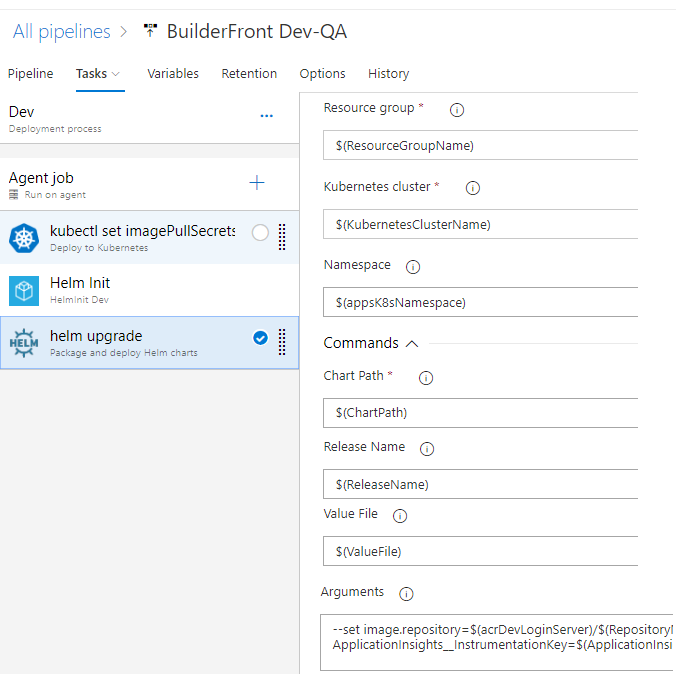 All pipelines > BuilderFront Dev-QA
Pipeline Tasks Variables Retention Options History
Dev
Deployment process
Agent job
Run on agent
kubectl set imagePullSecrets
Deploy to Kubernetes
Helm Init
HelmInit Dev
HELM
helm upgrade
Package and deploy Helm charts
Resource group *
$(ResourceGroupName)
Kubernetes cluster *
$(KubernetesClusterName)
Namespace
$(appsK8sNamespace)
Commands
Chart Path *
$(ChartPath)
Release Name
$(ReleaseName)
Value File
$(ValueFile)
Arguments
--set image.repository=$(acrDevLoginServer)/$(Repository
ApplicationInsights__InstrumentationKey=$(ApplicationInsi